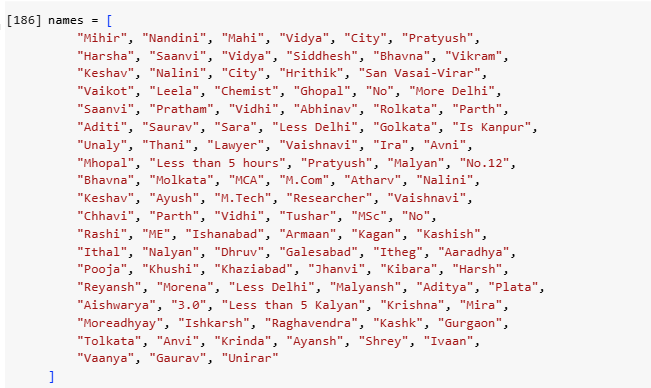 [186] names = [
"Mihir", "Nandini", "Mahi", "Vidya", "City", "Pratyush",
"Harsha", "Saanvi", "Vidya", "Siddhesh", "Bhavna", "Vikram",
"Keshav", "Nalini", "City", "Hrithik", "San Vasai-Virar",
"Vaikot", "Leela", "Chemist", "Ghopal", "No", "More Delhi",
"Saanvi", "Pratham", "Vidhi", "Abhinav", "Rolkata", "Parth",
"Aditi", "Saurav", "Sara", "Less Delhi", "Golkata", "Is Kanpur",
"Unaly", "Thani", "Lawyer", "Vaishnavi", "Ira", "Avni",
"Mhopal", "Less than 5 hours", "Pratyush", "Malyan", "No.12",
"Bhavna", "Molkata", "MCA", "M.Com", "Atharv", "Nalini",
"Keshav", "Ayush", "M.Tech", "Researcher", "Vaishnavi",
"Chhavi", "Parth", "Vidhi", "Tushar", "MSc", "No",
"Rashi", "ME", "Ishanabad", "Armaan", "Kagan", "Kashish",
"Ithal", "Nalyan", "Dhruv", "Galesabad", "Itheg", "Aaradhya",
"Pooja", "Khushi", "Khaziabad", "Jhanvi", "Kibara", "Harsh",
"Reyansh", "Morena", "Less Delhi", "Malyansh", "Aditya", "Plata",
"Aishwarya", "3.0", "Less than 5 Kalyan", "Krishna", "Mira",
"Moreadhyay", "Ishkarsh", "Raghavendra", "Kashk", "Gurgaon",
"Tolkata", "Anvi", "Krinda", "Ayansh", "Shrey", "Ivaan",
"Vaanya", "Gaurav", "Unirar"
]